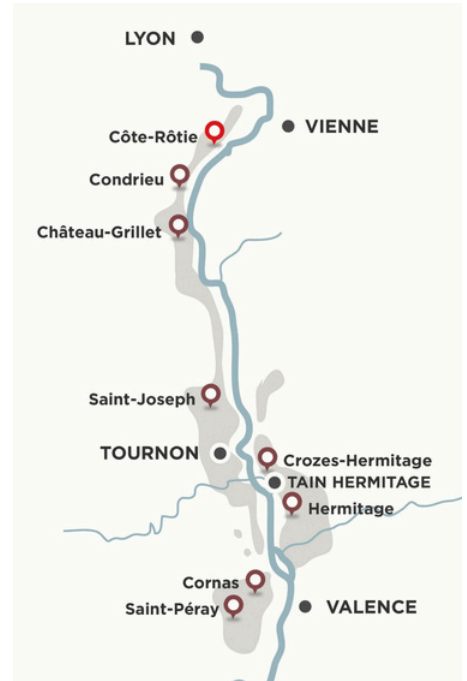 LYON
VIENNE
Côte-Rôtie
Condrieu
Château-Grillet
Saint-Joseph
TOURNON
Crozes-Hermitage
TAIN HERMITAGE
Hermitage
Cornas
Saint-Péray
VALENCE